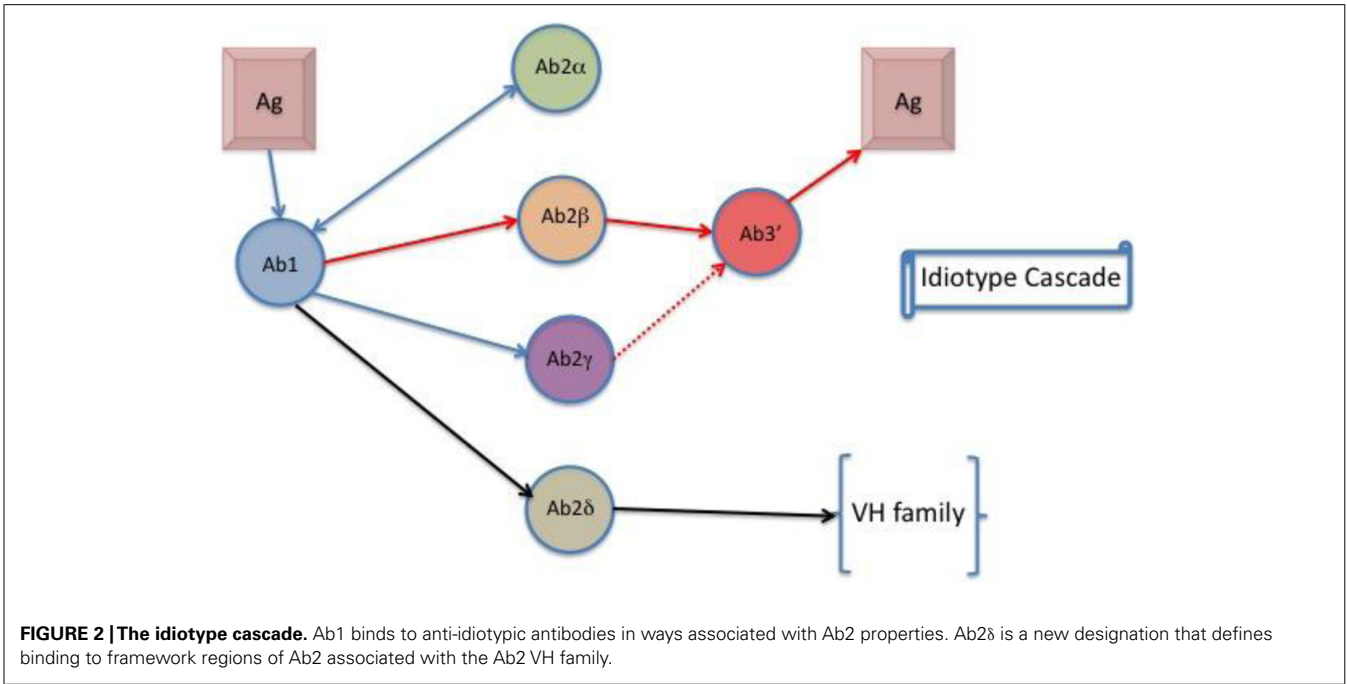 Ag
Ab2α
Ag
Ab2β
Ab3'
Ab1
Idiotype Cascade
Ab2γ
Ab2δ
VH family
FIGURE 2 | The idiotype cascade. Ab1 binds to anti-idiotypic antibodies in ways associated with Ab2 properties. Ab2δ is a new designation that defines
binding to framework regions of Ab2 associated with the Ab2 VH family.